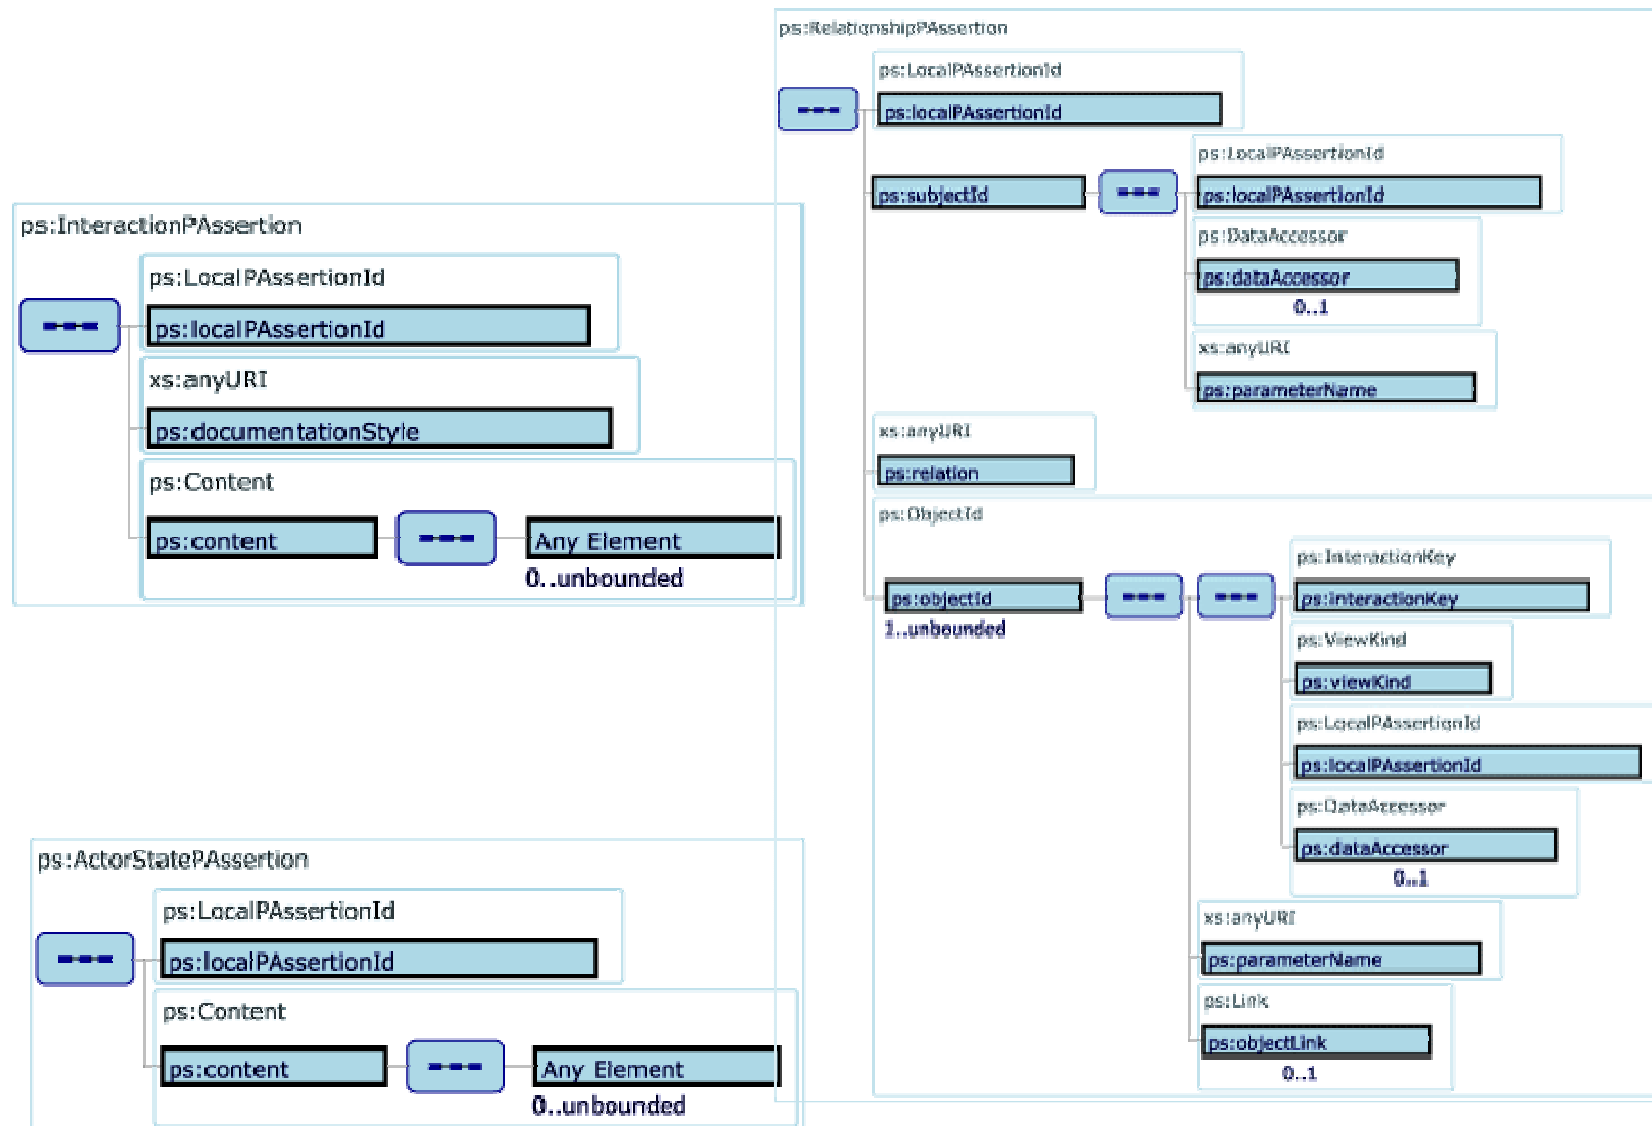 ps:InteractionPAssertion
ps:LocalPAssertionId
ps:localPAssertionId
xs:anyURI
ps:documentationStyle
ps:Content
ps:content
Any Element
0..unbounded
ps:ActorStatePAssertion
ps:LocalPAssertionId
ps:localPAssertionId
ps:Content
ps:content
Any Element
0..unbounded
ps:RelationshipPAssertion
ps:LocalPAssertionId
ps:localPAssertionId
ps:subjectId
ps:LocalPAssertionId
ps:localPAssertionId
ps:DataAccessor
ps:dataAccessor
0..1
xs:anyURI
ps:parameterName
xs:anyURI
ps:relation
ps:ObjectId
ps:objectId
1..unbounded
ps:InteractionKey
ps:interactionKey
ps:ViewKind
ps:viewKind
ps:LocalPAssertionId
ps:localPAssertionId
ps:DataAccessor
ps:dataAccessor
0..1
xs:anyURI
ps:parameterName
ps:Link
ps:objectLink
0..1